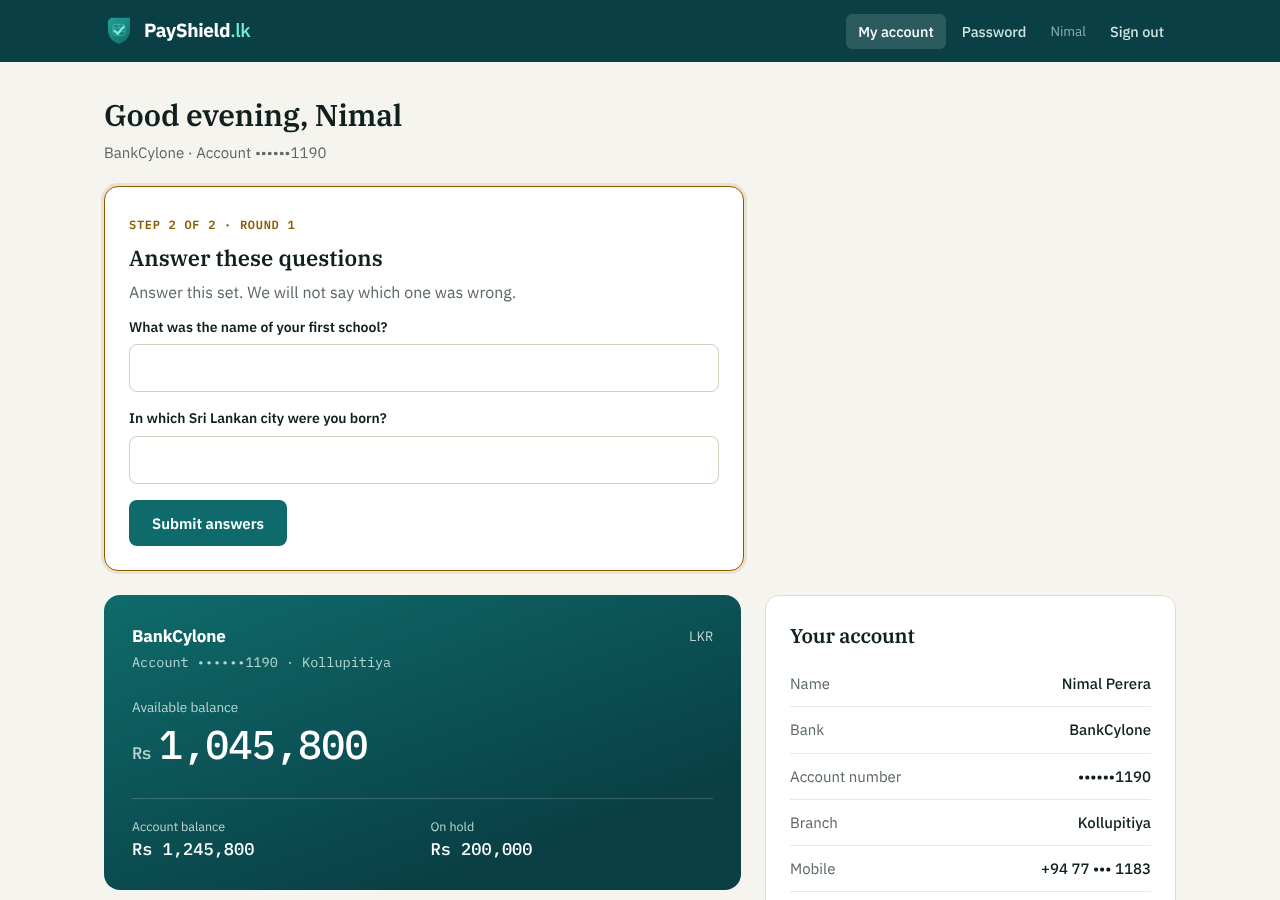 PayShield.lk
My account Password Nimal Sign out
Good evening, Nimal
BankCylone · Account ••••••1190
STEP 2 OF 2 · ROUND 1
Answer these questions
Answer this set. We will not say which one was wrong.
What was the name of your first school?
In which Sri Lankan city were you born?
Submit answers
BankCylone LKR
Account ••••••1190 · Kollupitiya
Available balance
Rs 1,045,800
Account balance On hold
Rs 1,245,800 Rs 200,000
Your account
Name Nimal Perera
Bank BankCylone
Account number ••••••1190
Branch Kollupitiya
Mobile +94 77 ••• 1183